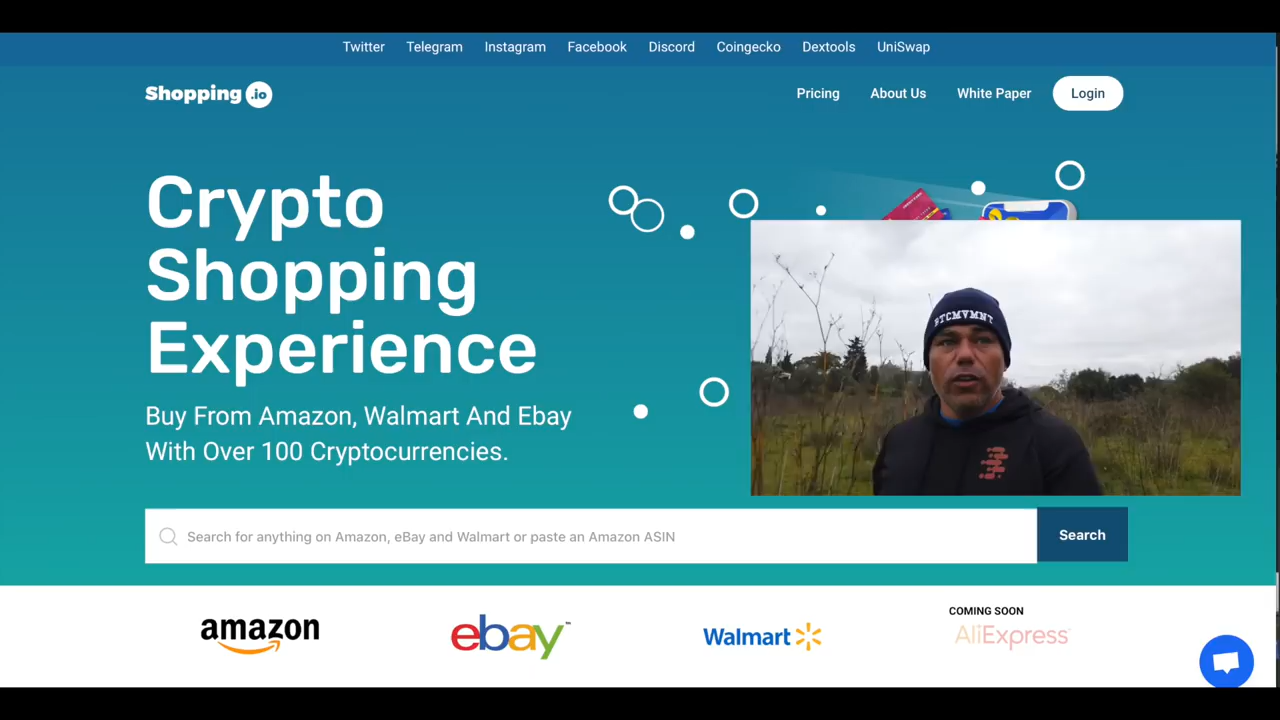 Twitter Telegram Instagram Facebook Discord Coingecko Dextools UniSwap
Shopping .io
Pricing About Us White Paper Login
Crypto
Shopping
Experience
Buy From Amazon, Walmart And Ebay
With Over 100 Cryptocurrencies.
BTCMVMNT
Search for anything on Amazon, eBay and Walmart or paste an Amazon ASIN
Search
COMING SOON
amazon ebay™ Walmart AliExpress